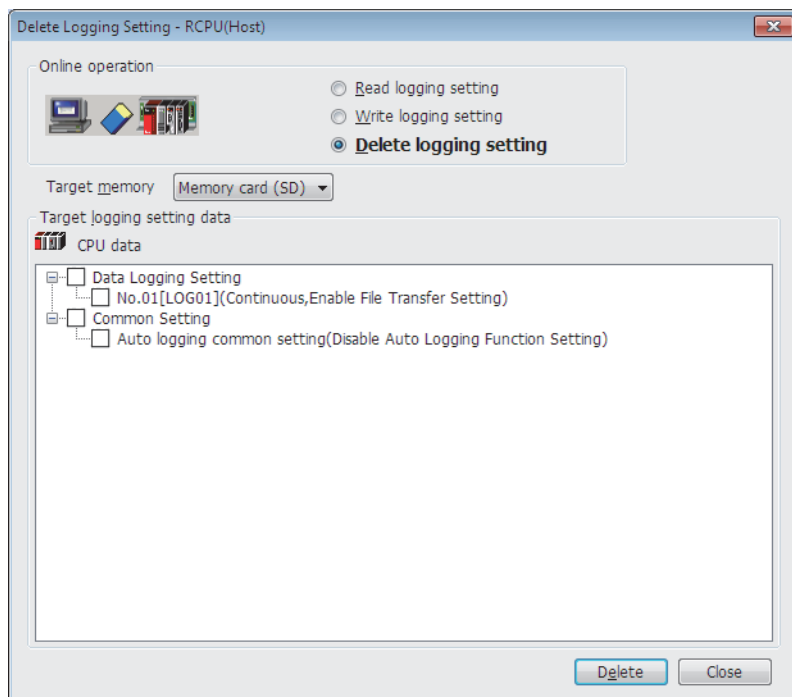 Delete Logging Setting - RCPU(Host)
Online operation
Read logging setting
Write logging setting
Delete logging setting
Target memory Memory card (SD)
Target logging setting data
CPU data
Data Logging Setting
No.01[LOG01](Continuous,Enable File Transfer Setting)
Common Setting
Auto logging common setting(Disable Auto Logging Function Setting)
Delete Close